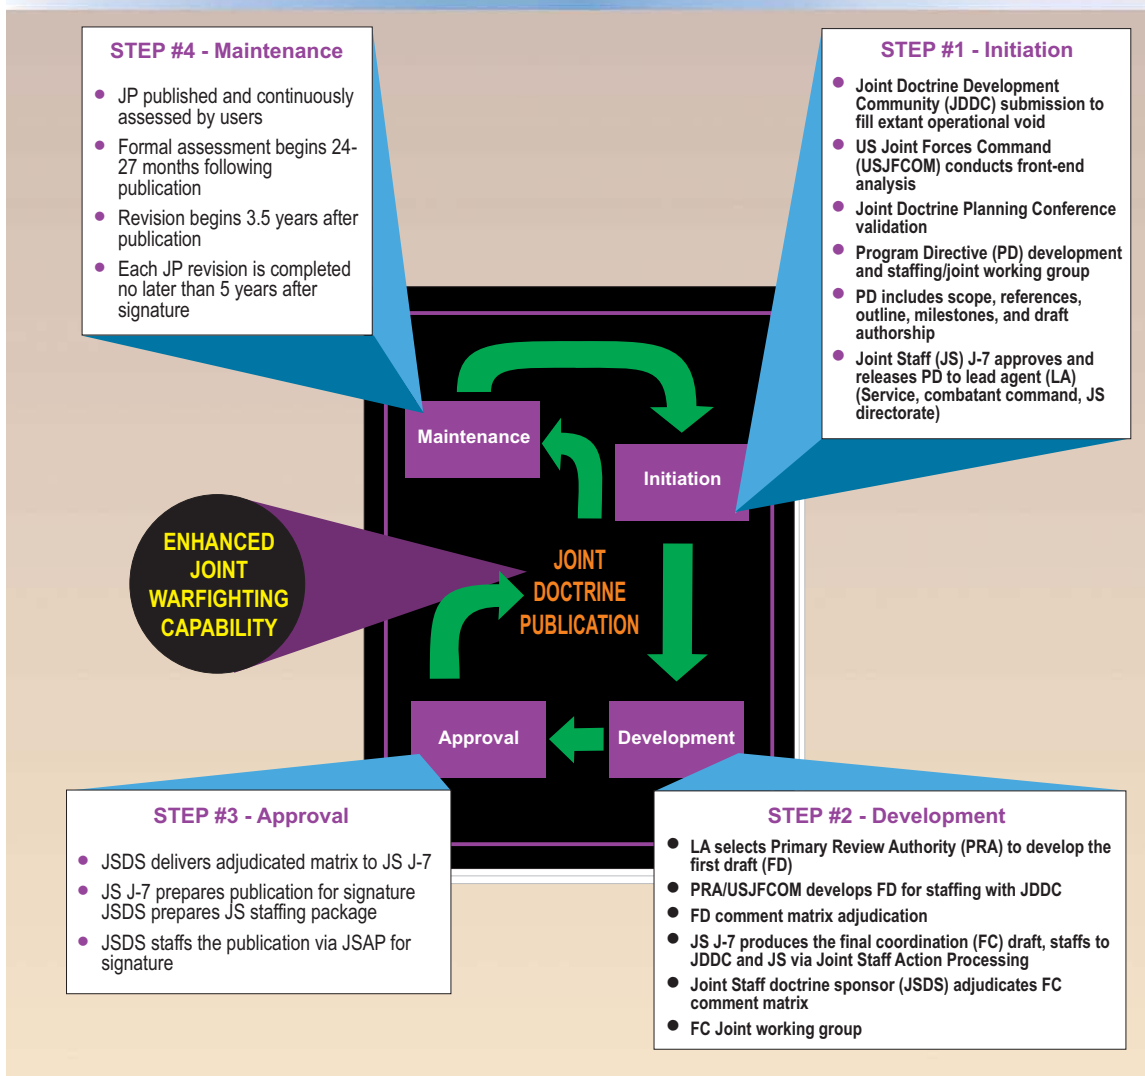 STEP #4 - Maintenance
• JP published and continuously
assessed by users
• Formal assessment begins 24-
27 months following
publication
• Revision begins 3.5 years after
publication
• Each JP revision is completed
no later than 5 years after
signature
STEP #1 - Initiation
• Joint Doctrine Development
Community (JDDC) submission to
fill extant operational void
• US Joint Forces Command
(USJFCOM) conducts front-end
analysis
• Joint Doctrine Planning Conference
validation
• Program Directive (PD) development
and staffing/joint working group
• PD includes scope, references,
outline, milestones, and draft
authorship
• Joint Staff (JS) J-7 approves and
releases PD to lead agent (LA)
(Service, combatant command, JS
directorate)
Maintenance
Initiation
ENHANCED
JOINT
WARFIGHTING
CAPABILITY
JOINT
DOCTRINE
PUBLICATION
Approval
Development
STEP #3 - Approval
• JSDS delivers adjudicated matrix to JS J-7
• JS J-7 prepares publication for signature
JSDS prepares JS staffing package
• JSDS staffs the publication via JSAP for
signature
STEP #2 - Development
• LA selects Primary Review Authority (PRA) to develop the
first draft (FD)
• PRA/USJFCOM develops FD for staffing with JDDC
• FD comment matrix adjudication
• JS J-7 produces the final coordination (FC) draft, staffs to
JDDC and JS via Joint Staff Action Processing
• Joint Staff doctrine sponsor (JSDS) adjudicates FC
comment matrix
• FC Joint working group